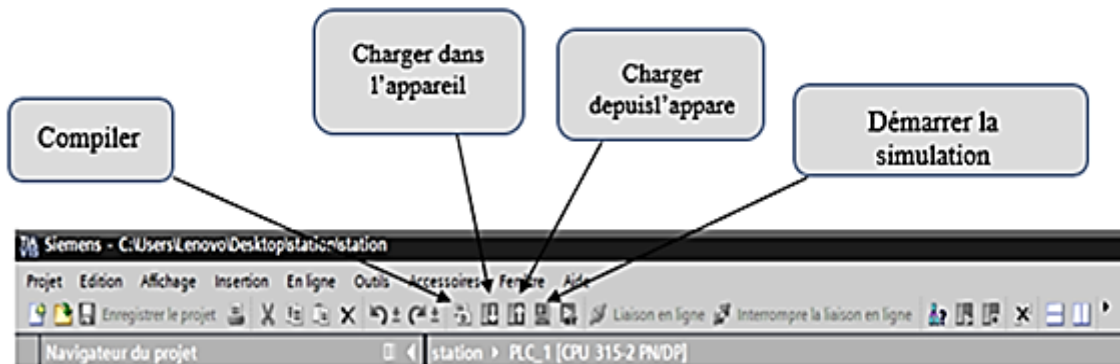 Charger dans
l'appareil
Charger
depuisl'appare
Compiler
Démarrer la
simulation
Siemens - C:\Users\Lenovo\Desktop\station\station
Projet Edition Affichage Insertion En ligne Outils Accessoires Fenêtre Aide
Enregistrer le projet Liaison en ligne Interrompre la liaison en ligne
Navigateur du projet station PLC_1 [CPU 315-2 PN/DP]